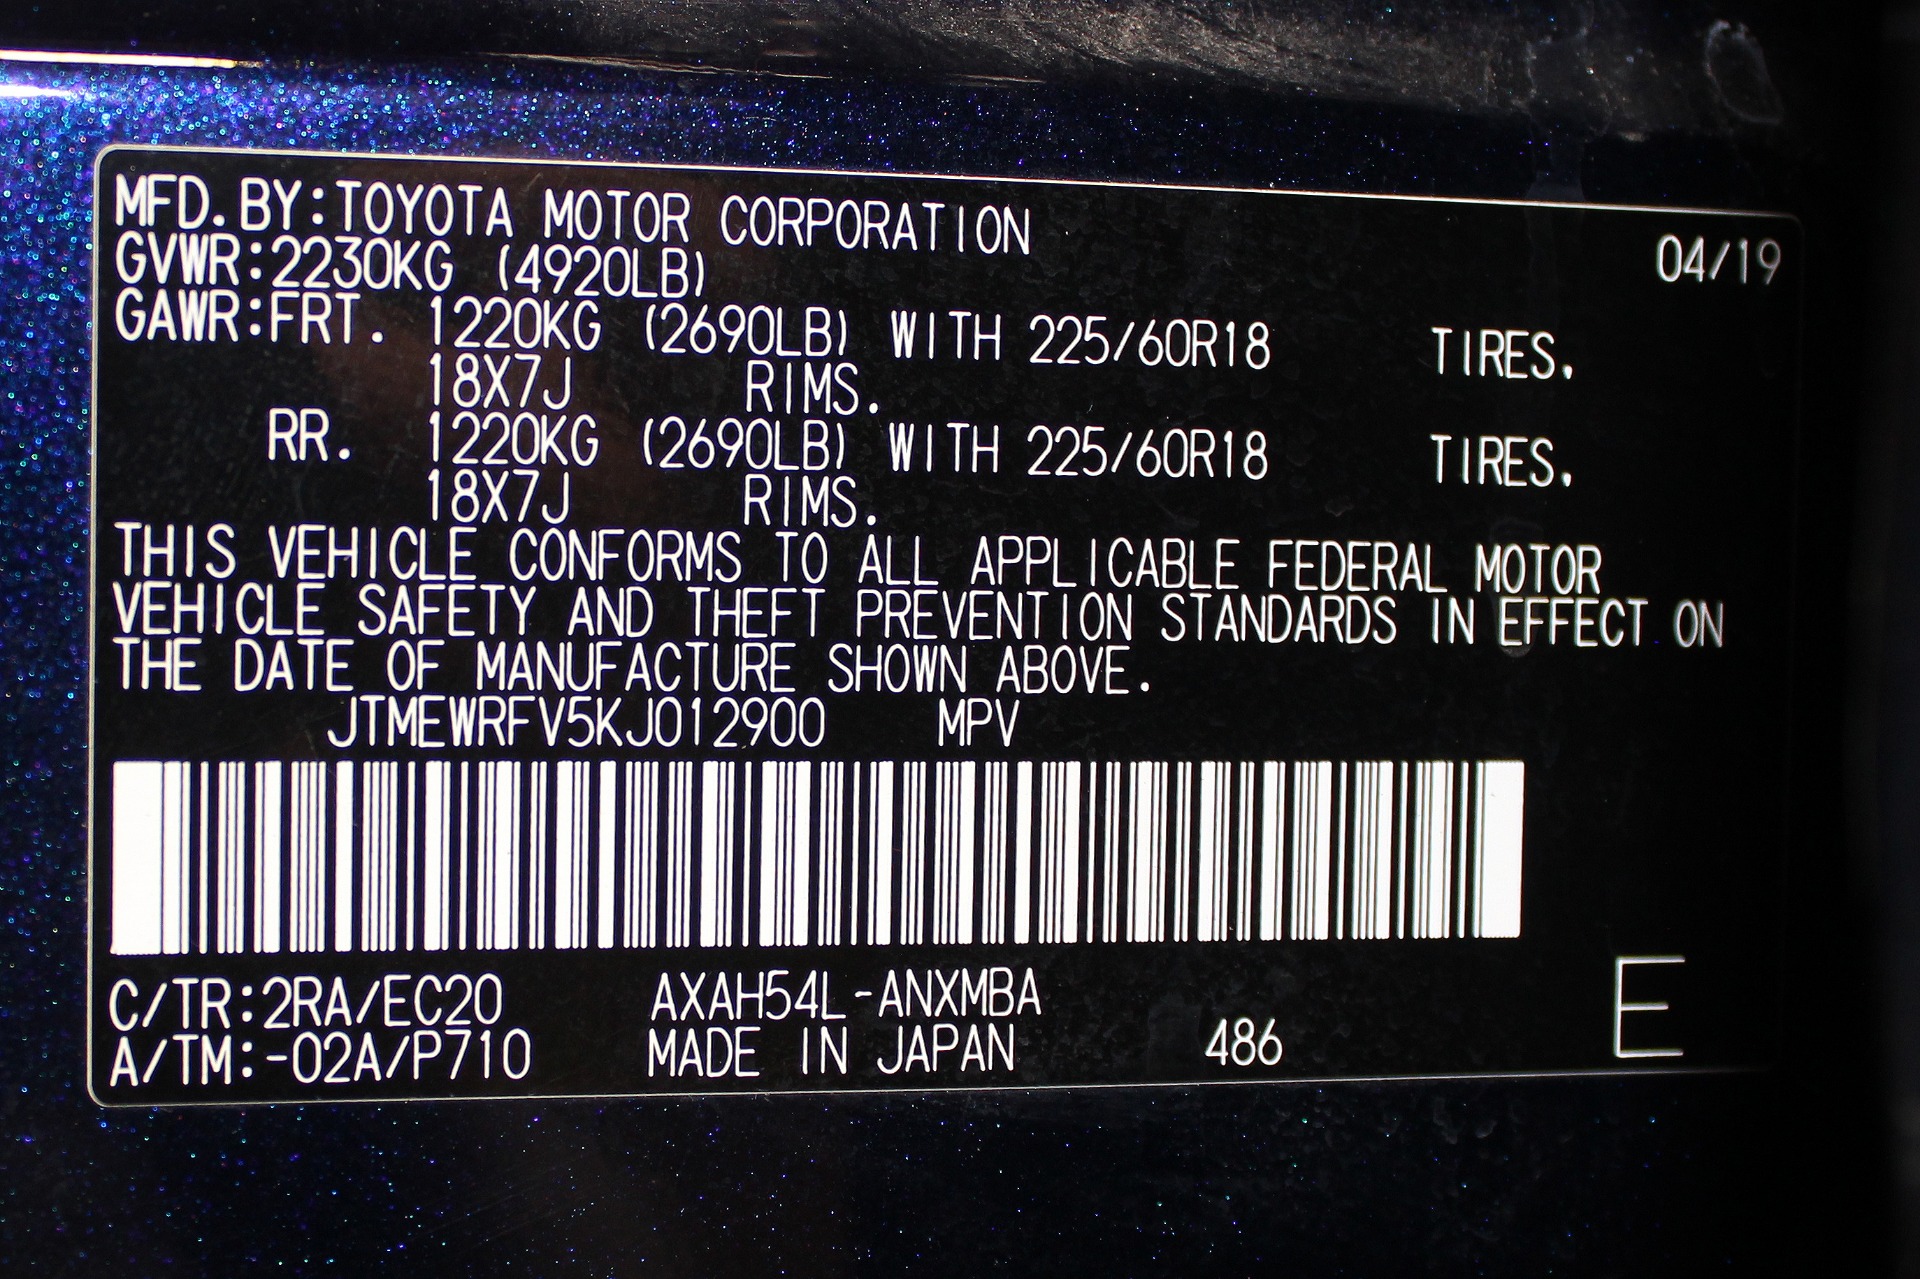 MFD.BY:TOYOTA MOTOR CORPORATION
04/19
GVWR:2230KG (4920LB)
GAWR:FRT. 1220KG (2690LB) WITH 225/60R18 TIRES.
18X7J RIMS.
RR. 1220KG (2690LB) WITH 225/60R18 TIRES.
18X7J RIMS.
THIS VEHICLE CONFORMS TO ALL APPLICABLE FEDERAL MOTOR
VEHICLE SAFETY AND THEFT PREVENTION STANDARDS IN EFFECT ON
THE DATE OF MANUFACTURE SHOWN ABOVE.
JTMEWRFV5KJ012900 MPV
C/TR:2RA/EC20 AXAH54L-ANXMBA
A/TM:-02A/P710 MADE IN JAPAN 486 E